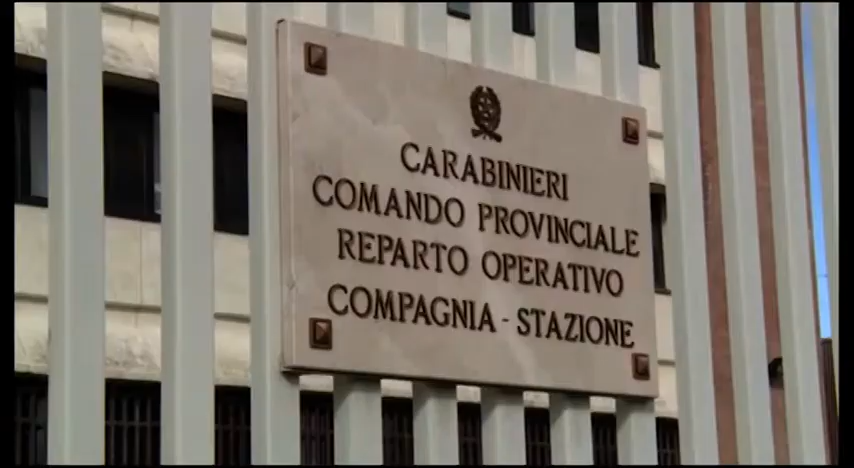 CARABINIERI
COMANDO PROVINCIALE
REPARTO OPERATIVO
COMPAGNIA - STAZIONE